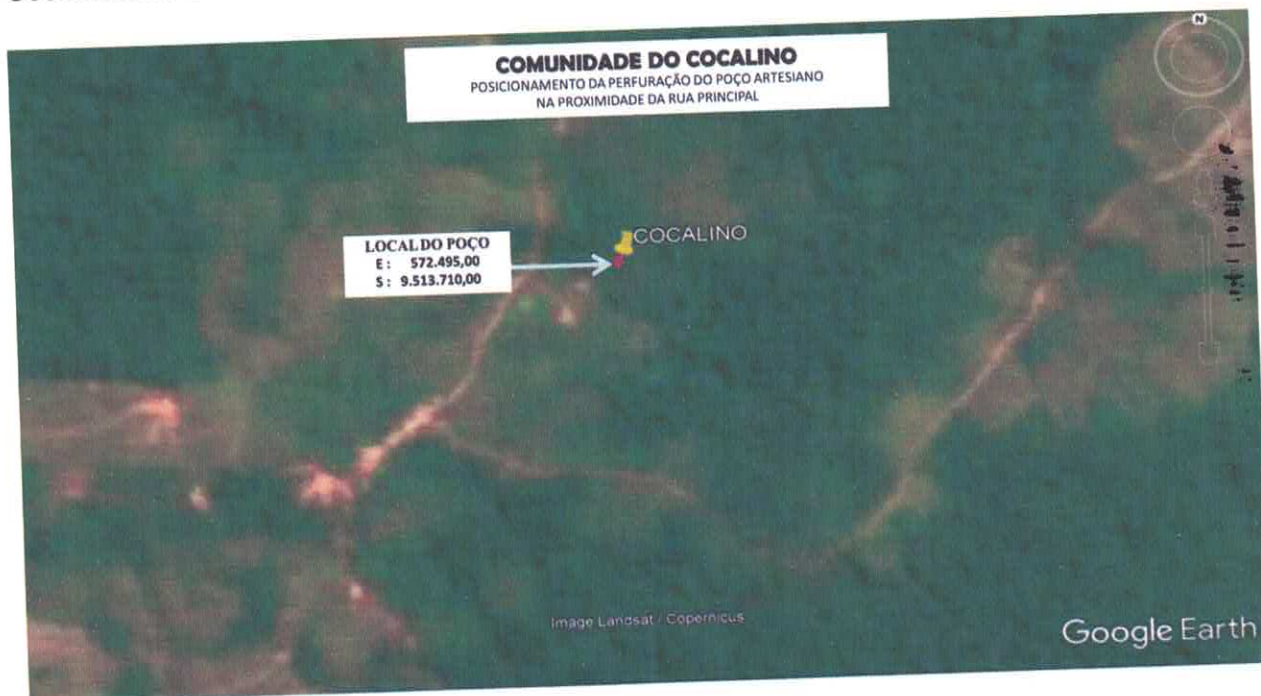 COMUNIDADE DO COCALINO
POSICIONAMENTO DA PERFURAÇÃO DO POÇO ARTESIANO
NA PROXIMIDADE DA RUA PRINCIPAL
N
COCALINO
LOCAL DO POÇO
E : 572.495,00
S : 9.513.710,00
Image Landsat / Copernicus
Google Earth